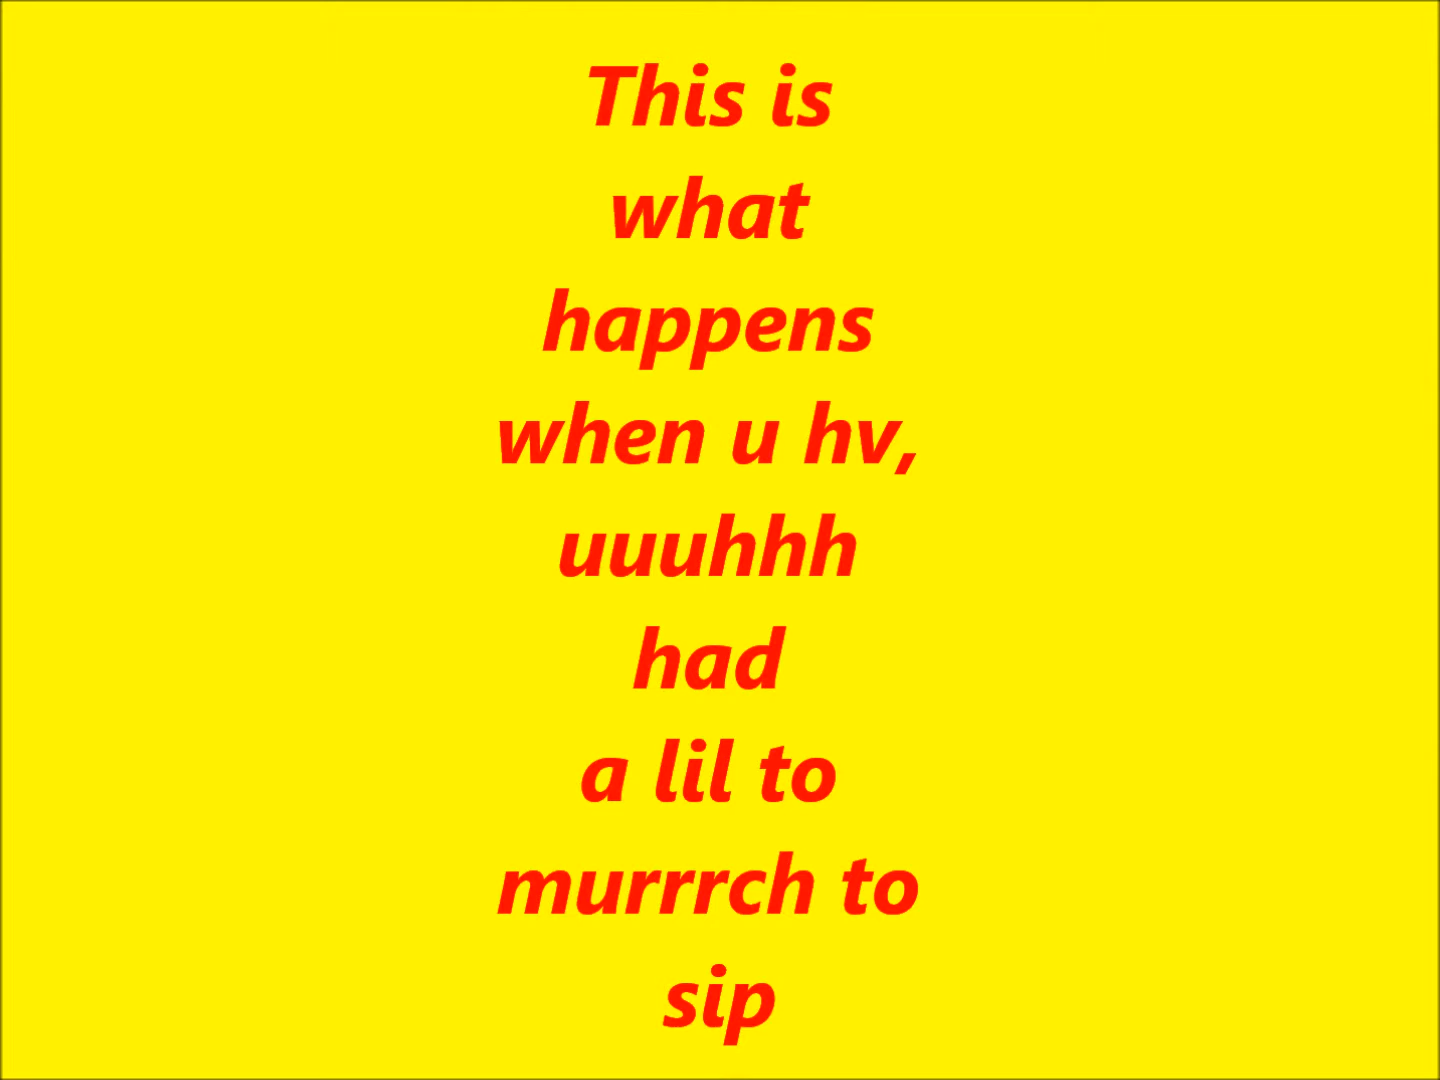 This is
what
happens
when u hv,
uuuhhh
had
a lil to
murrrch to
sip